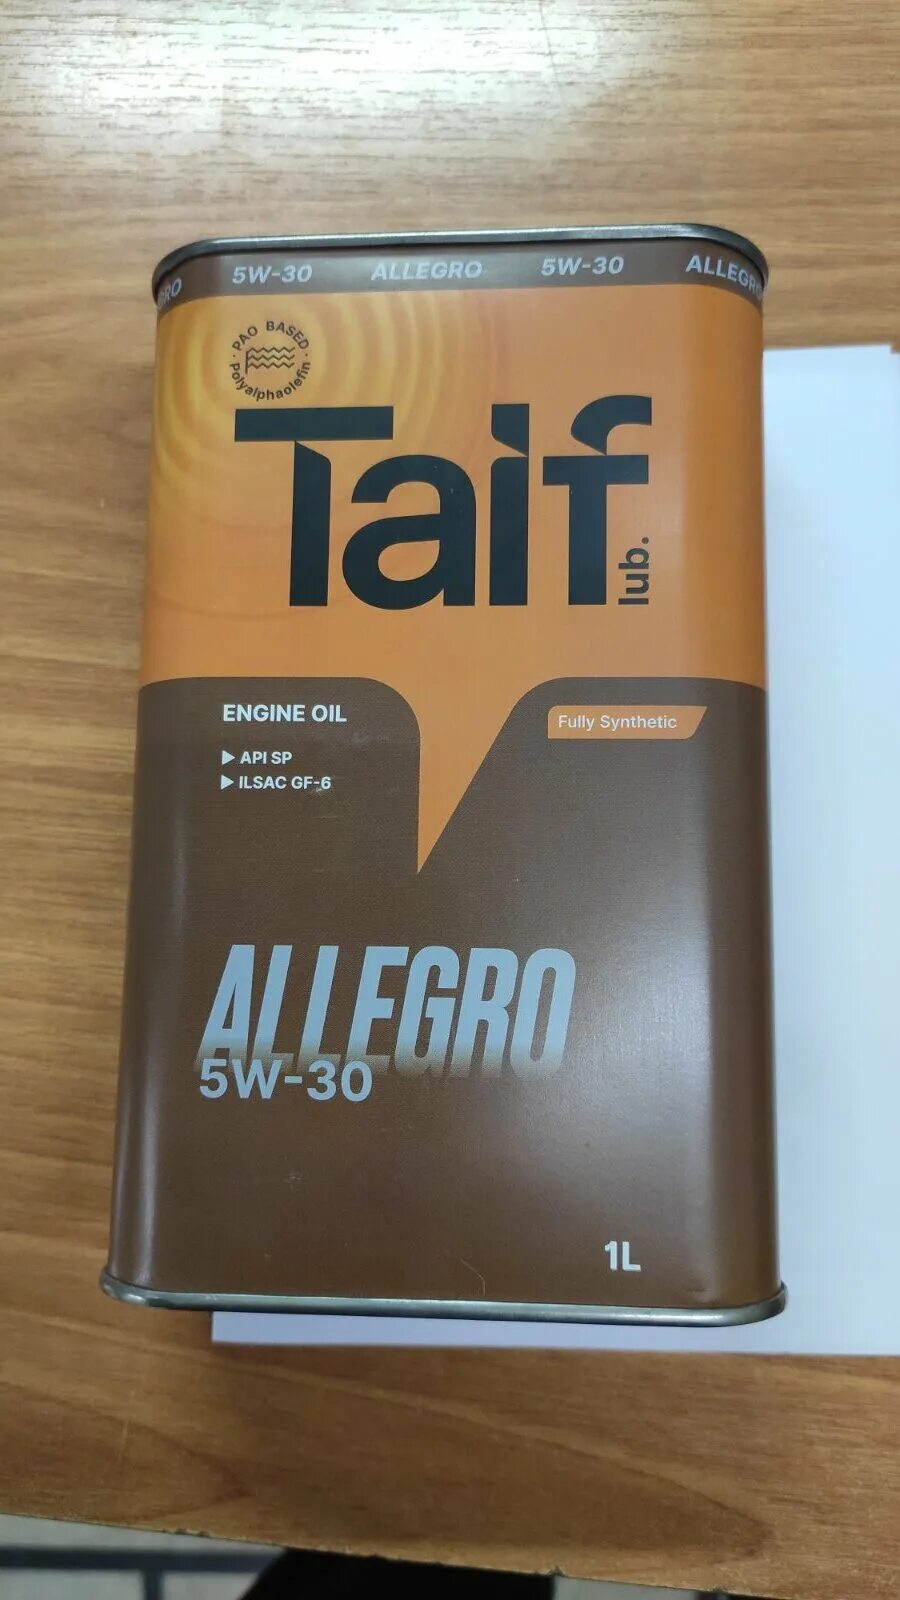 ALLEGRO 5W-30 ALLEGRO 5W-30 ALLEGRO
· PAO BASED ·
Polyalphaolefin
Taif
lub.
ENGINE OIL
Fully Synthetic
▶ API SP
▶ ILSAC GF-6
ALLEGRO
5W-30
1L